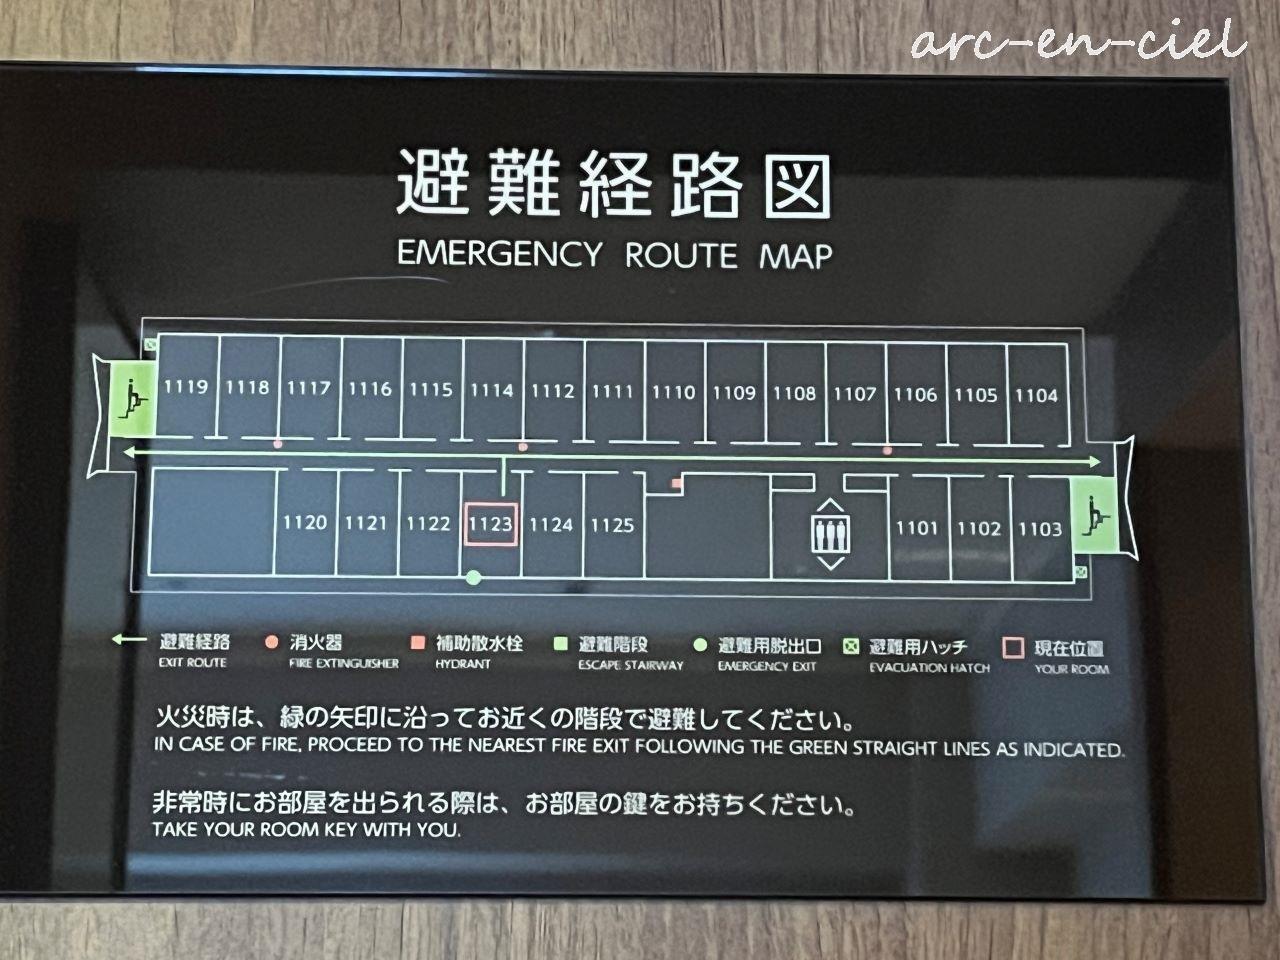 arc-en-ciel
避難経路図
EMERGENCY ROUTE MAP
1119 1118 1117 1116 1115 1114 1112 1111 1110 1109 1108 1107 1106 1105 1104
1120 1121 1122 1123 1124 1125 1101 1102 1103
避難経路 消火器 補助散水栓 避難階段 避難用脱出口 避難用ハッチ 現在位置
EXIT ROUTE FIRE EXTINGUISHER HYDRANT ESCAPE STAIRWAY EMERGENCY EXIT EVACUATION HATCH YOUR ROOM
火災時は、緑の矢印に沿ってお近くの階段で避難してください。
IN CASE OF FIRE, PROCEED TO THE NEAREST FIRE EXIT FOLLOWING THE GREEN STRAIGHT LINES AS INDICATED.
非常時にお部屋を出られる際は、お部屋の鍵をお持ちください。
TAKE YOUR ROOM KEY WITH YOU.